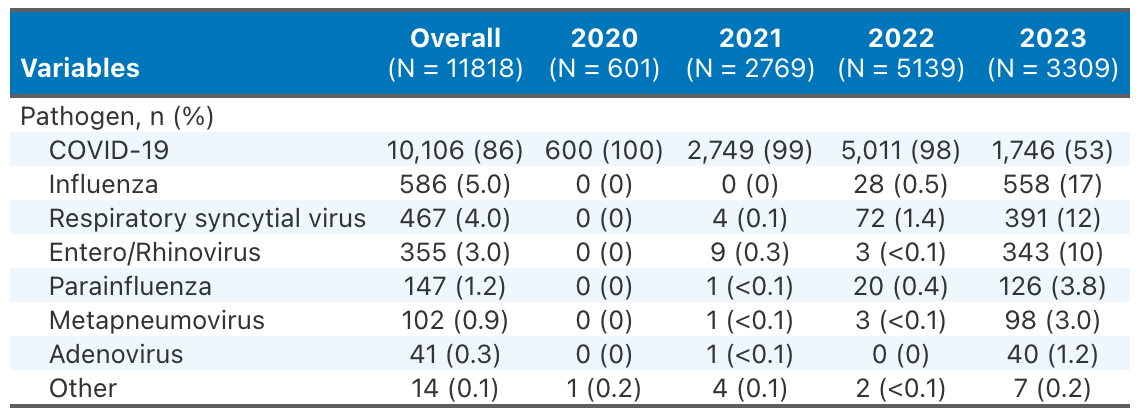 Variables Overall (N = 11818) 2020 (N = 601) 2021 (N = 2769) 2022 (N = 5139) 2023 (N = 3309)
Pathogen, n (%)
COVID-19 10,106 (86) 600 (100) 2,749 (99) 5,011 (98) 1,746 (53)
Influenza 586 (5.0) 0 (0) 0 (0) 28 (0.5) 558 (17)
Respiratory syncytial virus 467 (4.0) 0 (0) 4 (0.1) 72 (1.4) 391 (12)
Entero/Rhinovirus 355 (3.0) 0 (0) 9 (0.3) 3 (<0.1) 343 (10)
Parainfluenza 147 (1.2) 0 (0) 1 (<0.1) 20 (0.4) 126 (3.8)
Metapneumovirus 102 (0.9) 0 (0) 1 (<0.1) 3 (<0.1) 98 (3.0)
Adenovirus 41 (0.3) 0 (0) 1 (<0.1) 0 (0) 40 (1.2)
Other 14 (0.1) 1 (0.2) 4 (0.1) 2 (<0.1) 7 (0.2)